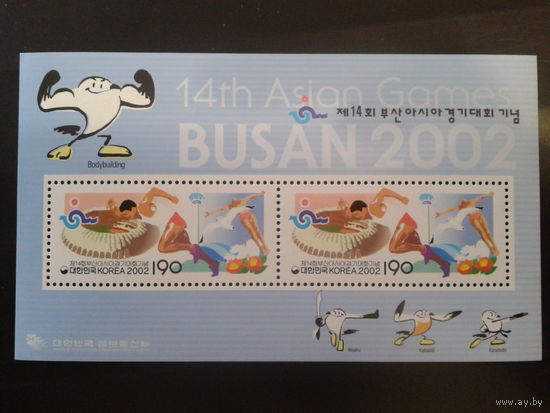 14th Asian Games
제14회 부산아시아경기대회 기념
BUSAN 2002
Bodybuilding
제14회부산아시아경기대회기념
대한민국 KOREA 2002 190
제14회부산아시아경기대회기념
대한민국 KOREA 2002 190
Wushu Kabaddi Karatedo
대한민국 정보통신부
www.ay.by